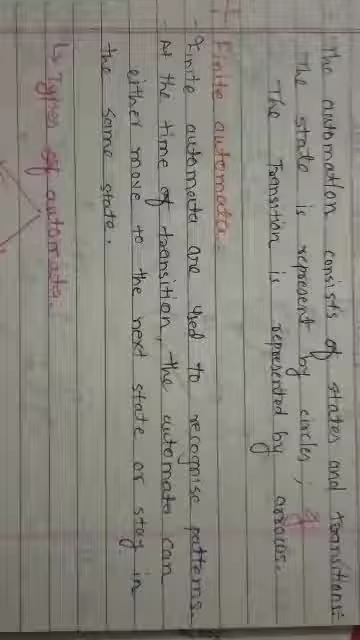 The automation consists of states and transitions:
The state is represent by circles,
The Transition is represented by arrows.
Finite automata:
- Finite automata are used to recognise patterns.
- At the time of transition, the automata can
either move to the next state or stay in
the same state.
↳ Types of automata: